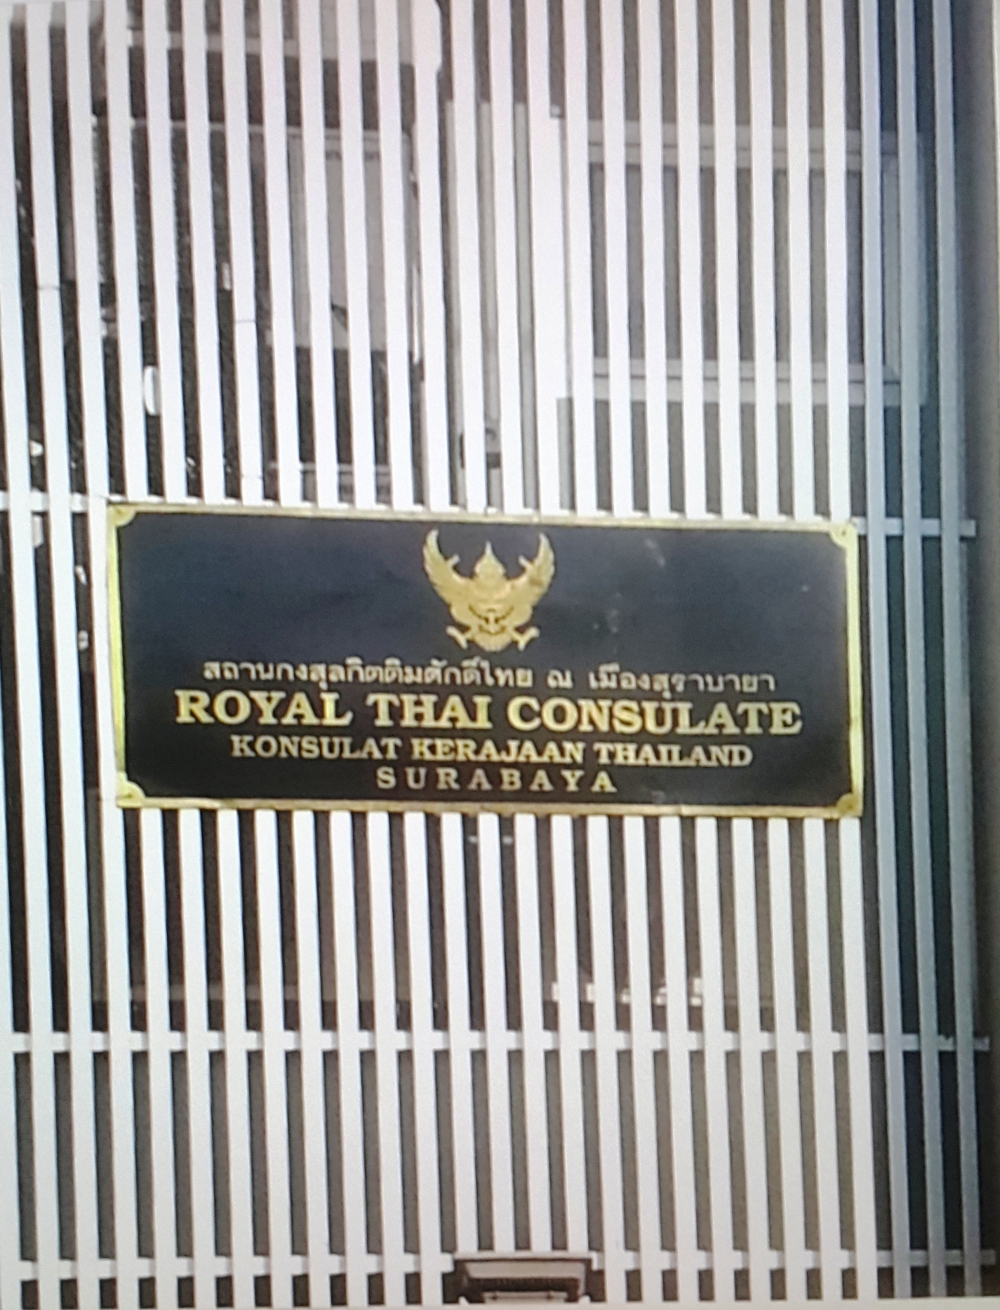 สถานกงสุลกิตติมศักดิ์ไทย ณ เมืองสุราบายา
ROYAL THAI CONSULATE
KONSULAT KERAJAAN THAILAND
SURABAYA